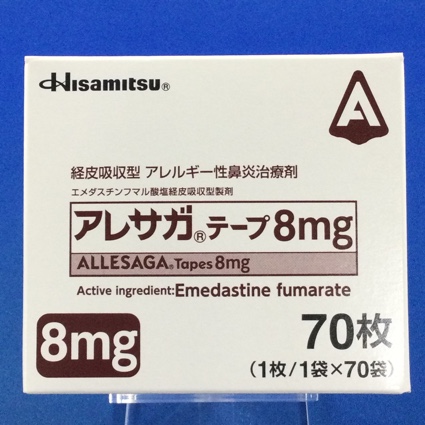 Hisamitsu®
A
経皮吸収型 アレルギー性鼻炎治療剤
エメダスチンフマル酸塩経皮吸収型製剤
アレサガ®テープ8mg
ALLESAGA®Tapes 8mg
Active ingredient:Emedastine fumarate
8mg
70枚
(1枚/1袋×70袋)